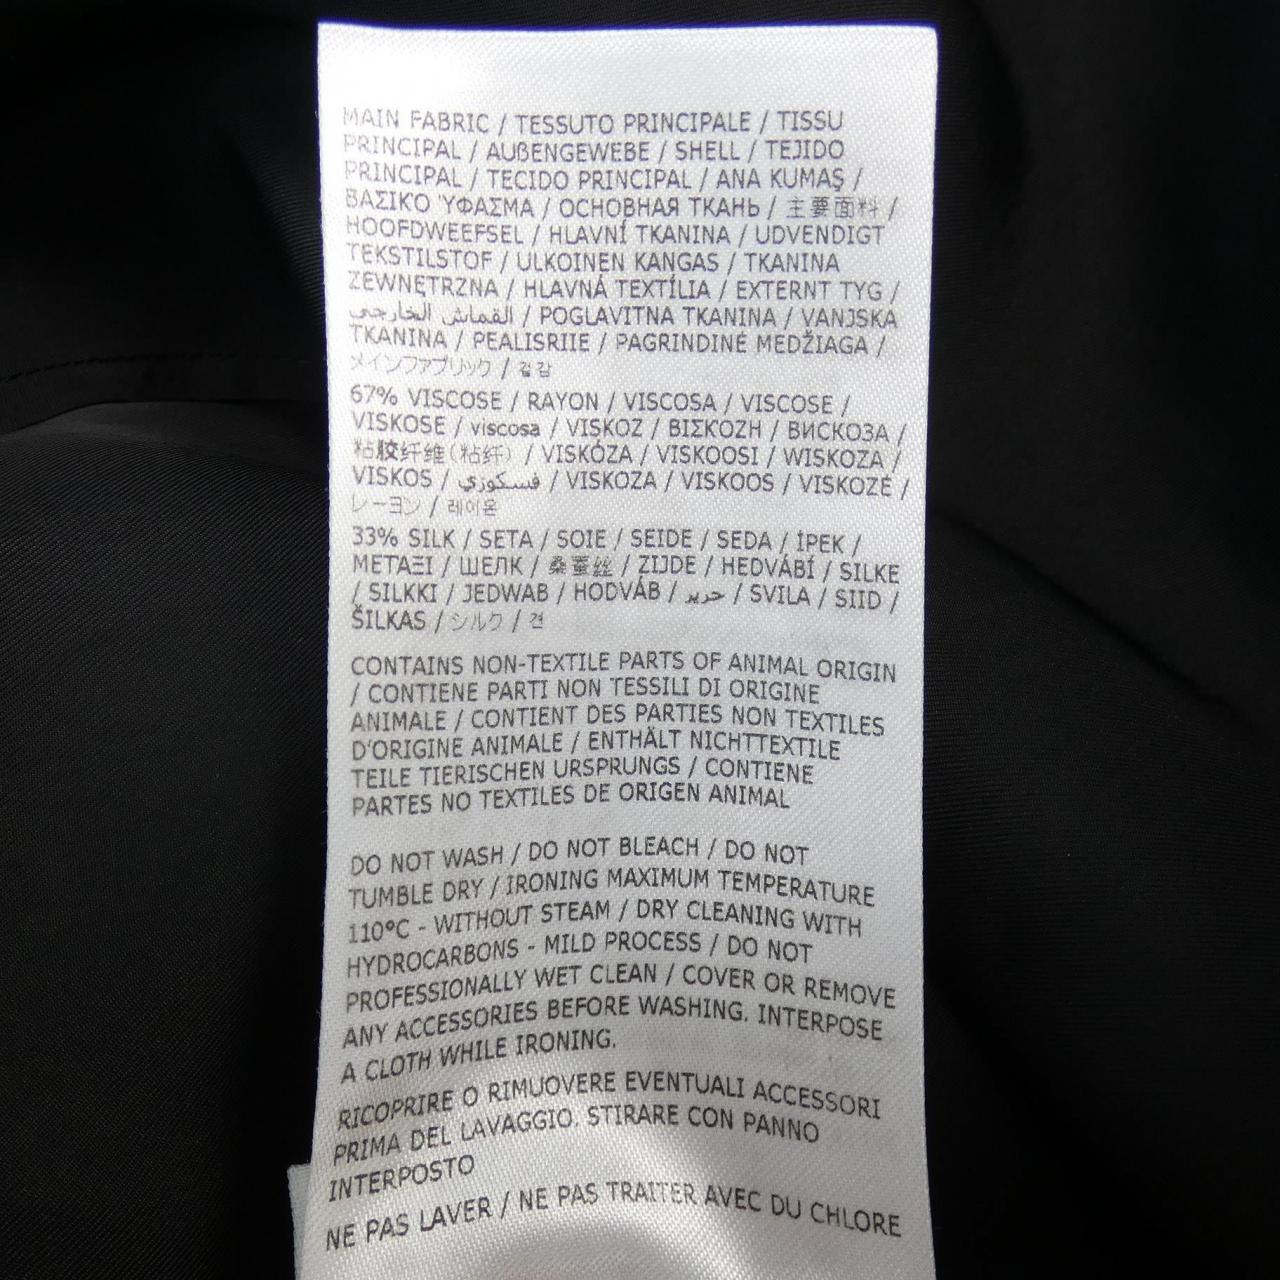 MAIN FABRIC / TESSUTO PRINCIPALE / TISSU
PRINCIPAL / AUßENGEWEBE / SHELL / TEJIDO
PRINCIPAL / TECIDO PRINCIPAL / ANA KUMAŞ /
ΒΑΣΙΚΌ ΎΦΑΣΜΑ / ОСНОВНАЯ ТКАНЬ / 主要面料 /
HOOFDWEEFSEL / HLAVNÍ TKANINA / UDVENDIGT
TEKSTILSTOF / ULKOINEN KANGAS / TKANINA
ZEWNĘTRZNA / HLAVNÁ TEXTÍLIA / EXTERNT TYG /
القماش الخارجي / POGLAVITNA TKANINA / VANJSKA
TKANINA / PEALISRIIE / PAGRINDINĖ MEDŽIAGA /
メインファブリック / 겉감
67% VISCOSE / RAYON / VISCOSA / VISCOSE /
VISKOSE / viscosa / VISKOZ / ΒΙΣΚΟΖΗ / ВИСКОЗА /
粘胶纤维(粘纤) / VISKÓZA / VISKOOSI / WISKOZA /
VISKOS / فسكوزي / VISKOZA / VISKOOS / VISKOZĖ /
レーヨン / 레이온
33% SILK / SETA / SOIE / SEIDE / SEDA / İPEK /
ΜΕΤΑΞΙ / ШЕЛК / 桑蚕丝 / ZIJDE / HEDVÁBÍ / SILKE
/ SILKKI / JEDWAB / HODVÁB / حرير / SVILA / SIID /
ŠILKAS / シルク / 견
CONTAINS NON-TEXTILE PARTS OF ANIMAL ORIGIN
/ CONTIENE PARTI NON TESSILI DI ORIGINE
ANIMALE / CONTIENT DES PARTIES NON TEXTILES
D'ORIGINE ANIMALE / ENTHÄLT NICHTTEXTILE
TEILE TIERISCHEN URSPRUNGS / CONTIENE
PARTES NO TEXTILES DE ORIGEN ANIMAL
DO NOT WASH / DO NOT BLEACH / DO NOT
TUMBLE DRY / IRONING MAXIMUM TEMPERATURE
110°C - WITHOUT STEAM / DRY CLEANING WITH
HYDROCARBONS - MILD PROCESS / DO NOT
PROFESSIONALLY WET CLEAN / COVER OR REMOVE
ANY ACCESSORIES BEFORE WASHING. INTERPOSE
A CLOTH WHILE IRONING.
RICOPRIRE O RIMUOVERE EVENTUALI ACCESSORI
PRIMA DEL LAVAGGIO. STIRARE CON PANNO
INTERPOSTO
NE PAS LAVER / NE PAS TRAITER AVEC DU CHLORE